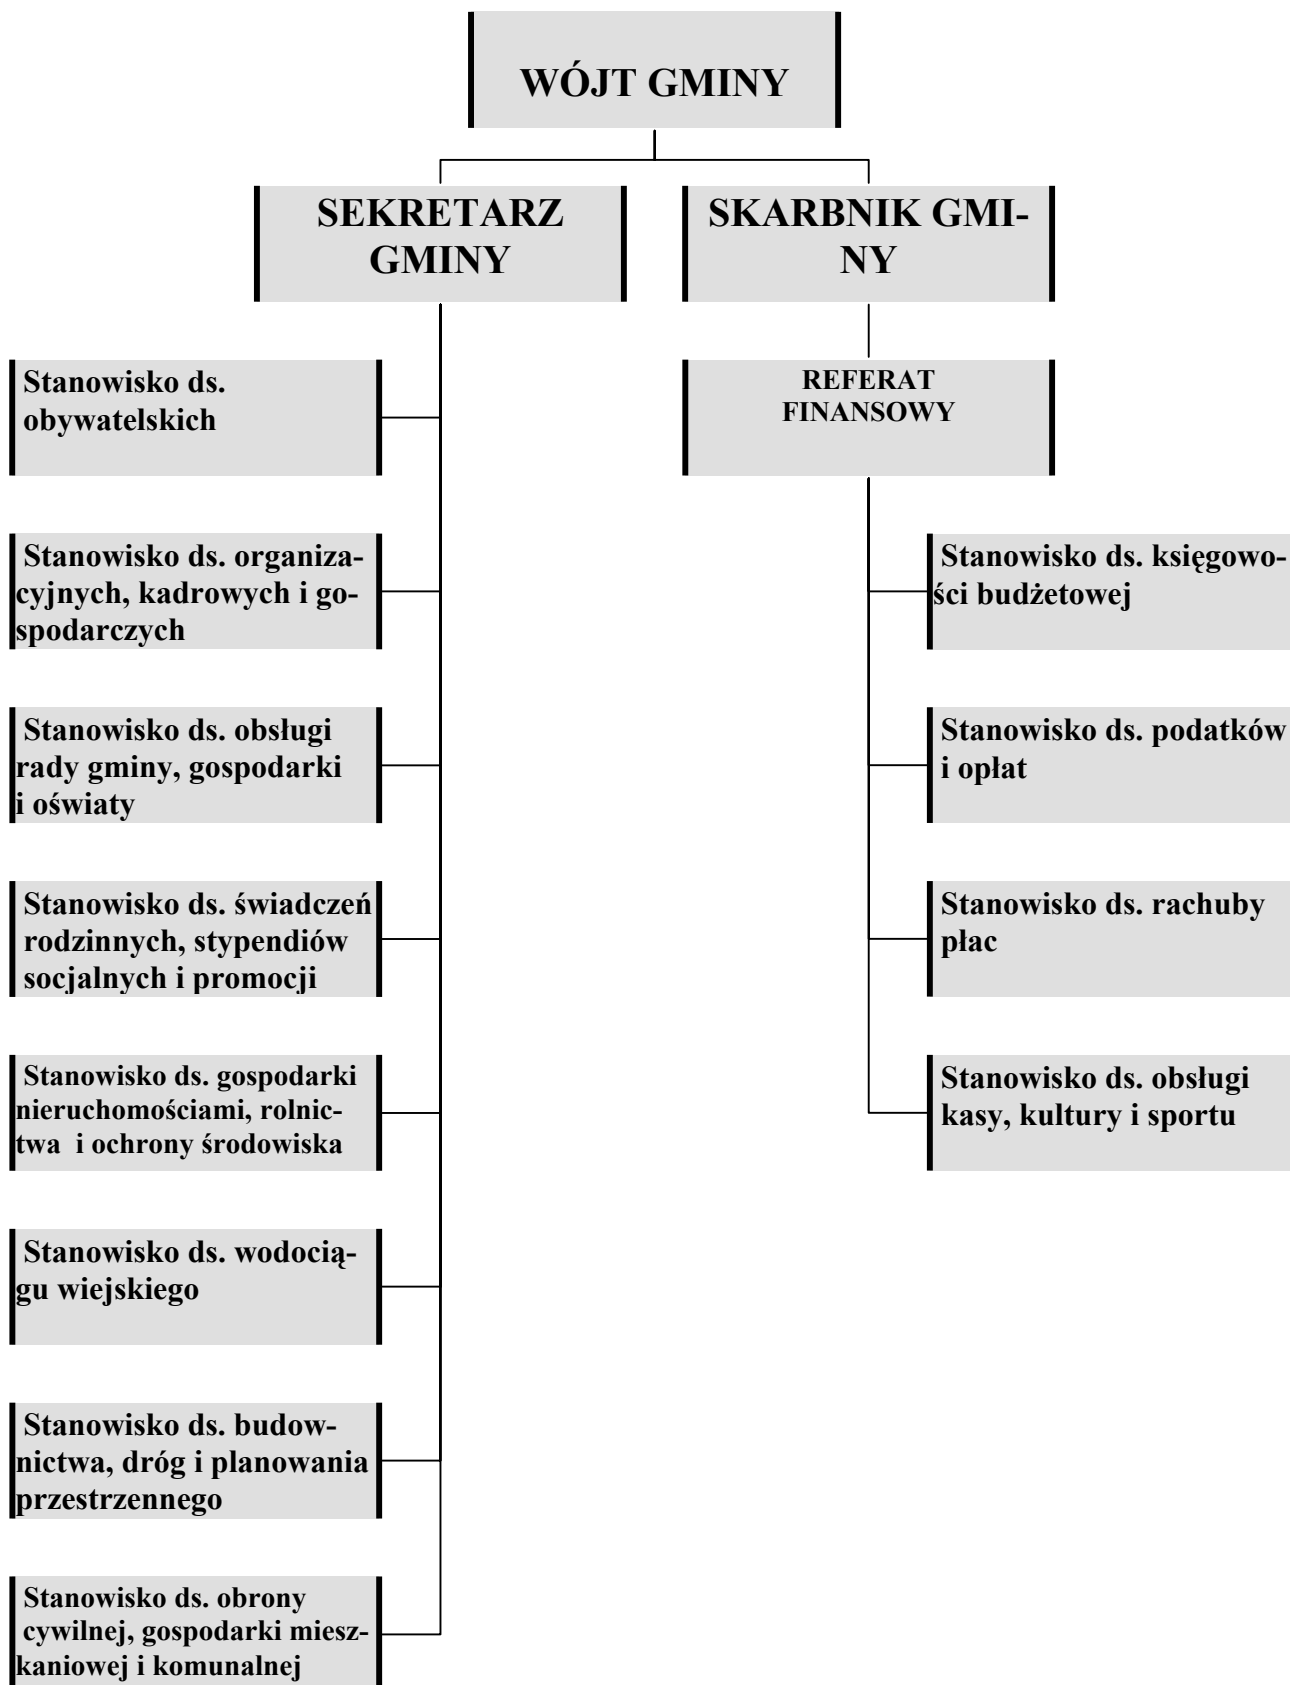 WÓJT GMINY
SEKRETARZ
GMINY
SKARBNIK GMI-
NY
Stanowisko ds.
obywatelskich
REFERAT
FINANSOWY
Stanowisko ds. organiza-
cyjnych, kadrowych i go-
spodarczych
Stanowisko ds. księgowo-
ści budżetowej
Stanowisko ds. obsługi
rady gminy, gospodarki
i oświaty
Stanowisko ds. podatków
i opłat
Stanowisko ds. świadczeń
rodzinnych, stypendiów
socjalnych i promocji
Stanowisko ds. rachuby
płac
Stanowisko ds. gospodarki
nieruchomościami, rolnic-
twa  i ochrony środowiska
Stanowisko ds. obsługi
kasy, kultury i sportu
Stanowisko ds. wodocią-
gu wiejskiego
Stanowisko ds. budow-
nictwa, dróg i planowania
przestrzennego
Stanowisko ds. obrony
cywilnej, gospodarki miesz-
kaniowej i komunalnej